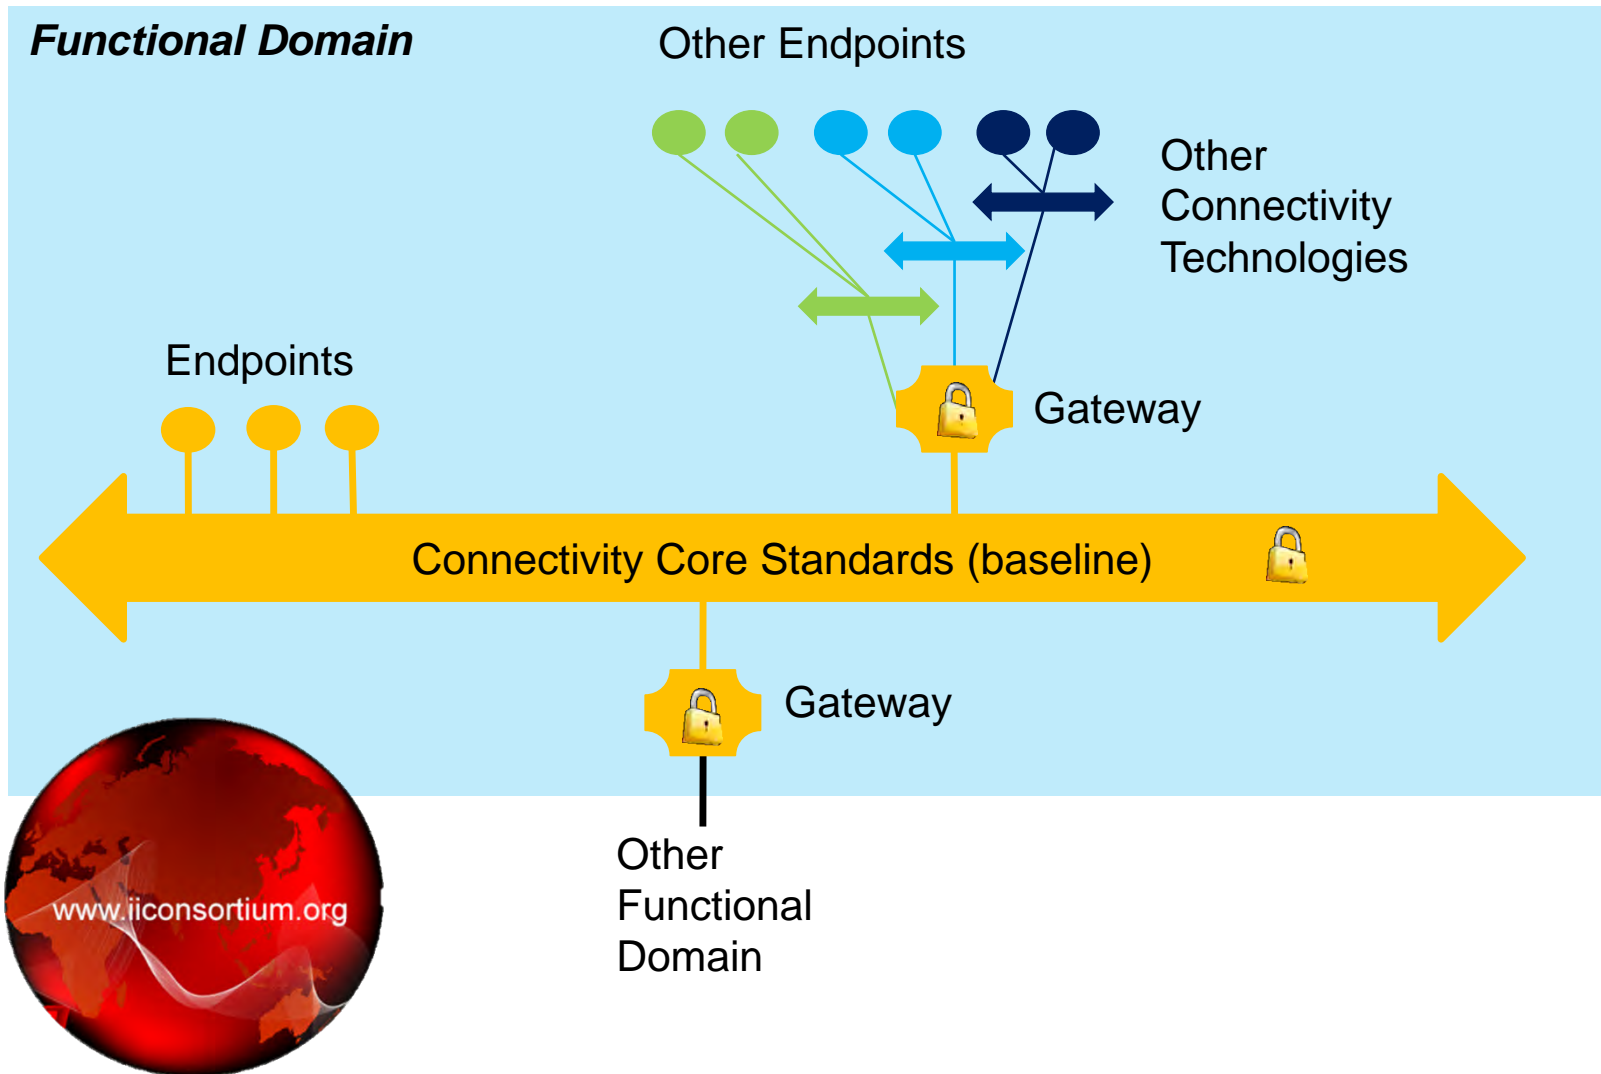 Functional Domain
Other Endpoints
Other
Connectivity
Technologies
Endpoints
Gateway
Connectivity Core Standards (baseline)
Gateway
Other
Functional
Domain
www.iiconsortium.org